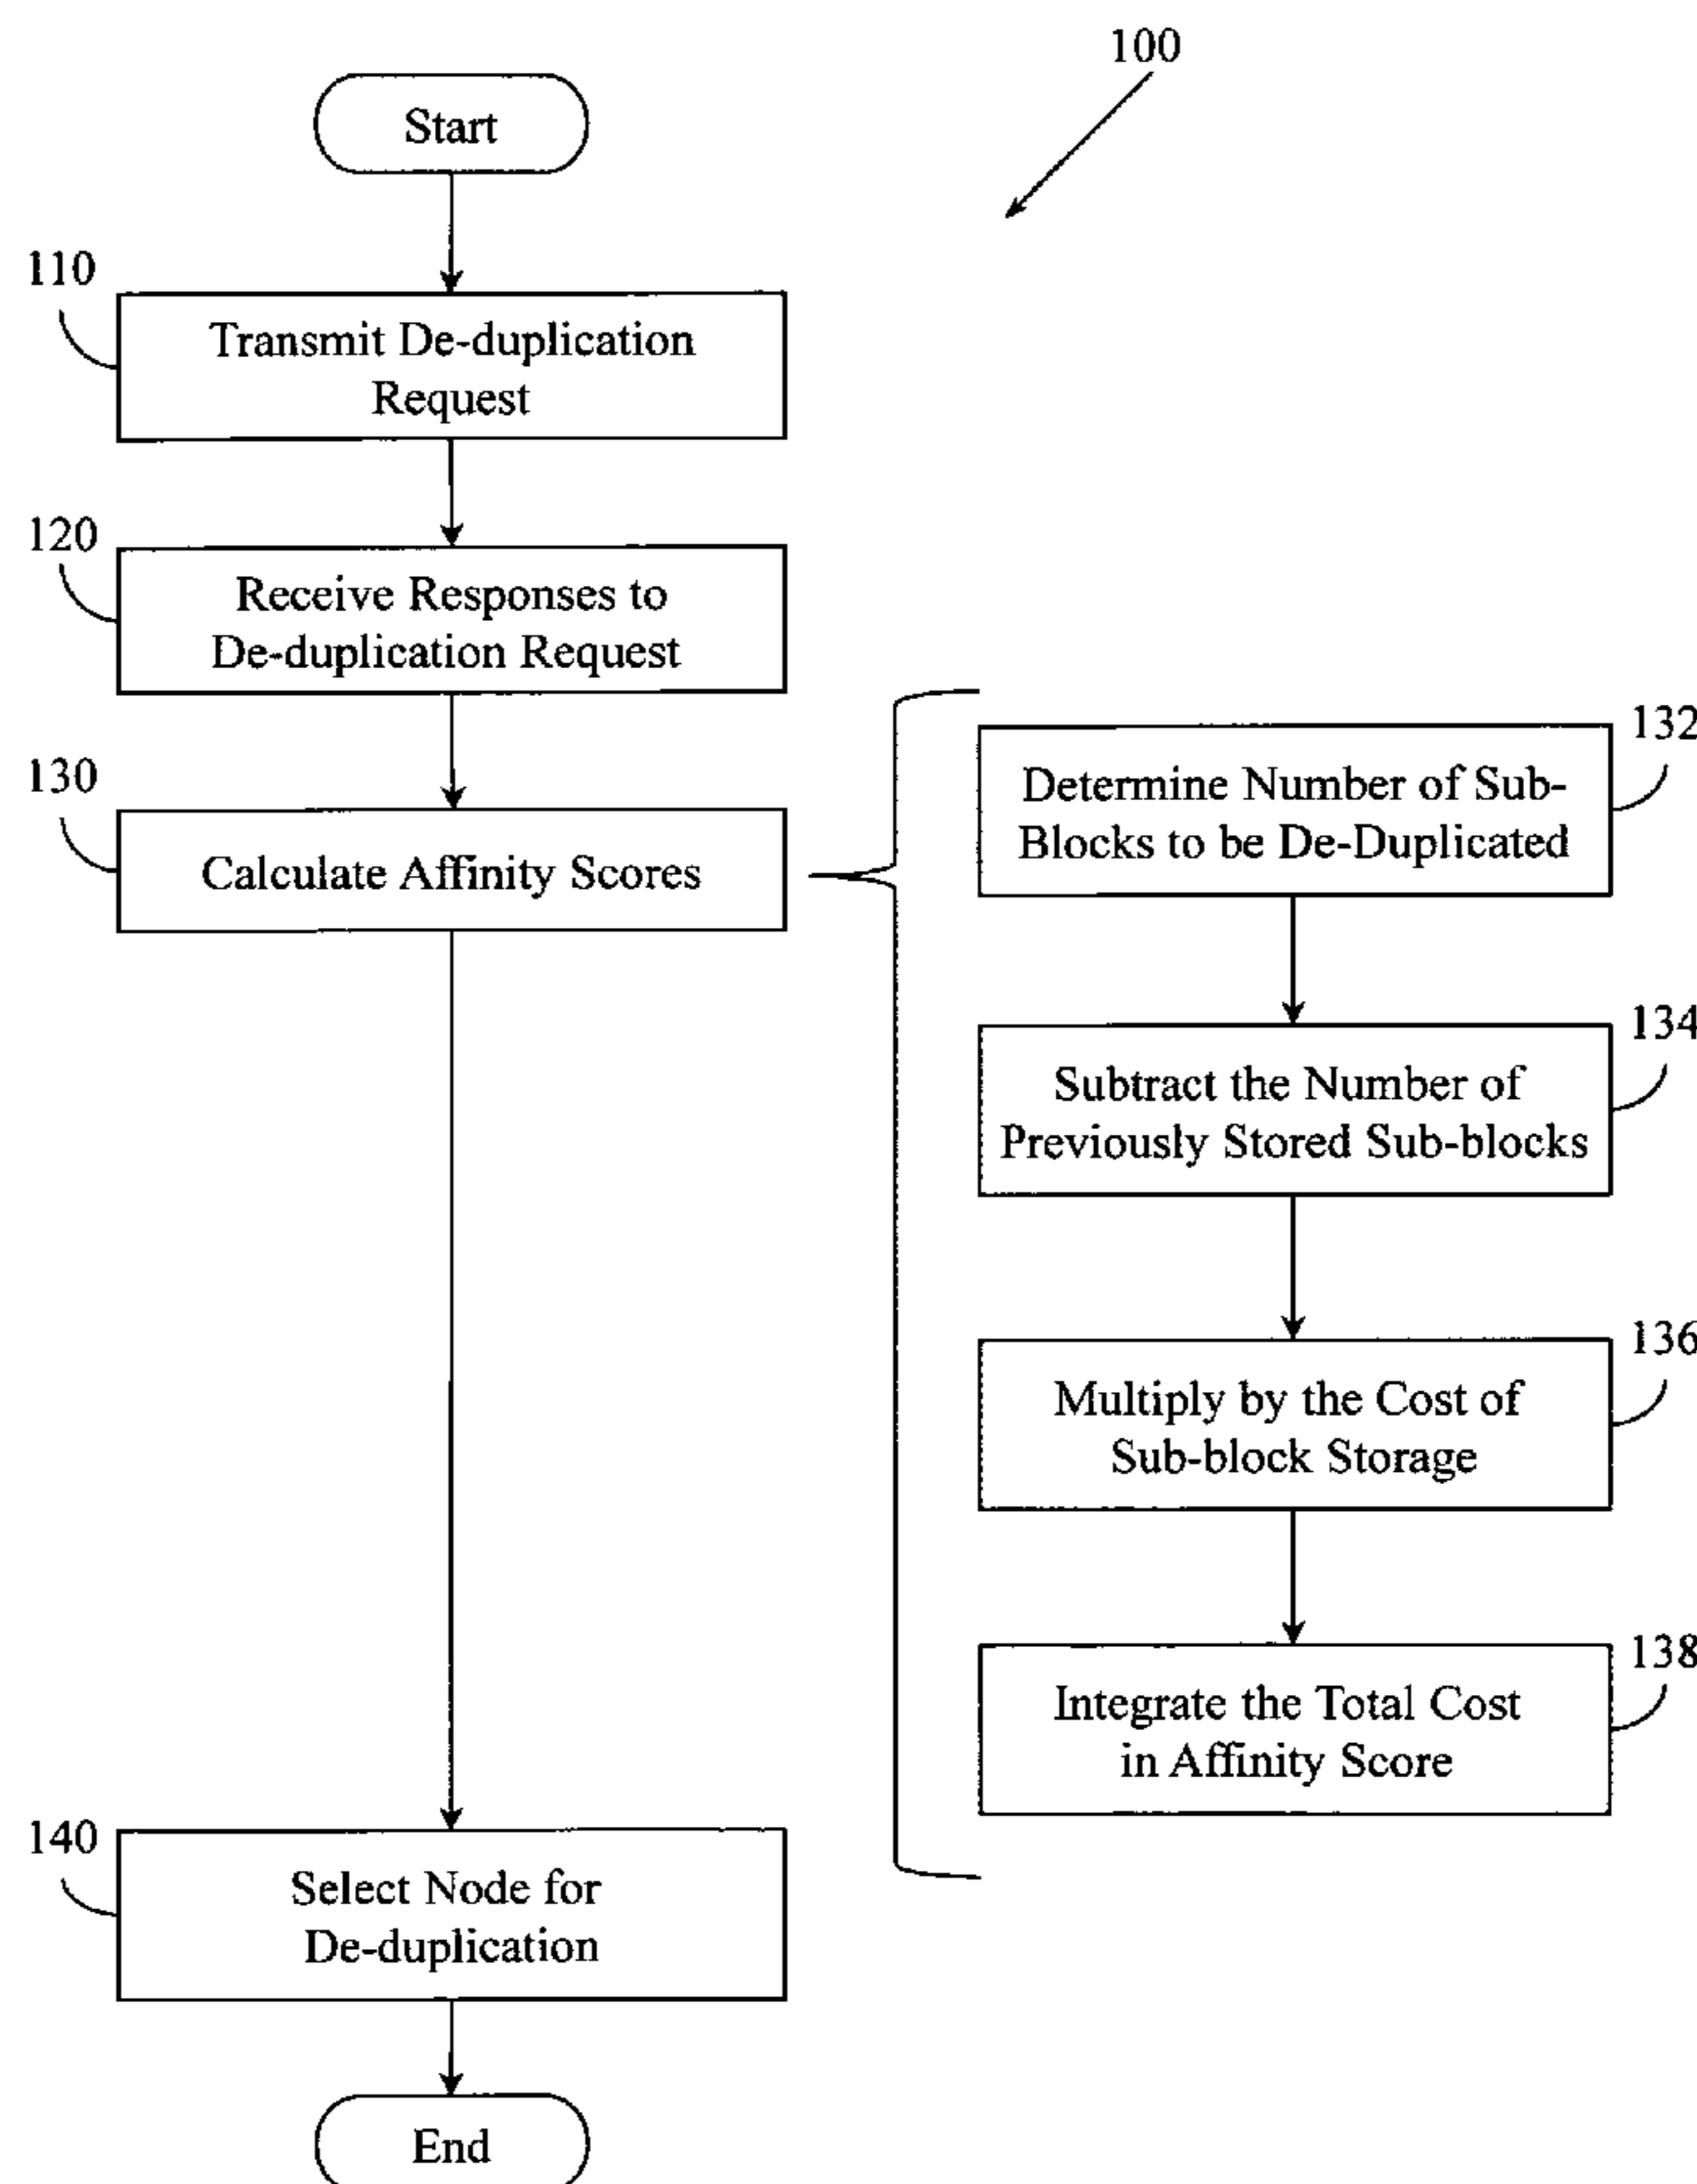 100
Start
110
Transmit De-duplication
Request
120
Receive Responses to
De-duplication Request
130
Calculate Affinity Scores
132
Determine Number of Sub-
Blocks to be De-Duplicated
134
Subtract the Number of
Previously Stored Sub-blocks
136
Multiply by the Cost of
Sub-block Storage
138
Integrate the Total Cost
in Affinity Score
140
Select Node for
De-duplication
End